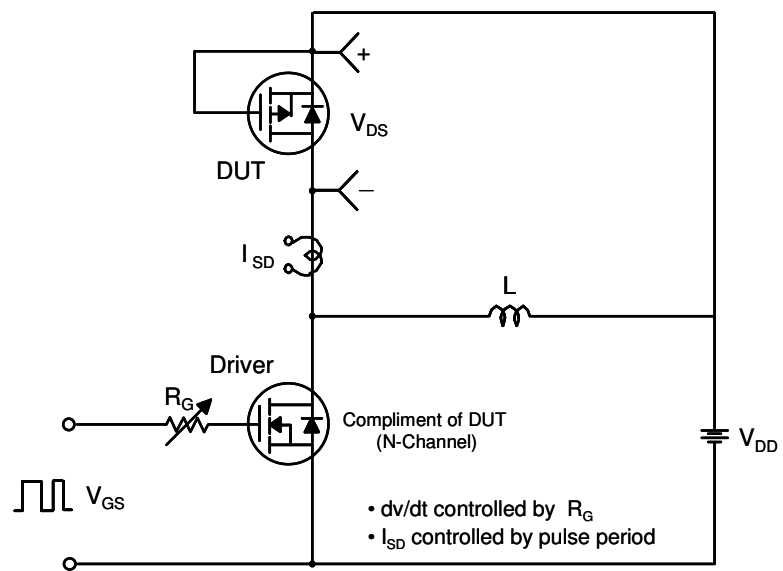 +
V_DS
DUT
−
I_SD
L
Driver
R_G
Compliment of DUT
(N-Channel)
V_DD
V_GS
• dv/dt controlled by R_G
• I_SD controlled by pulse period